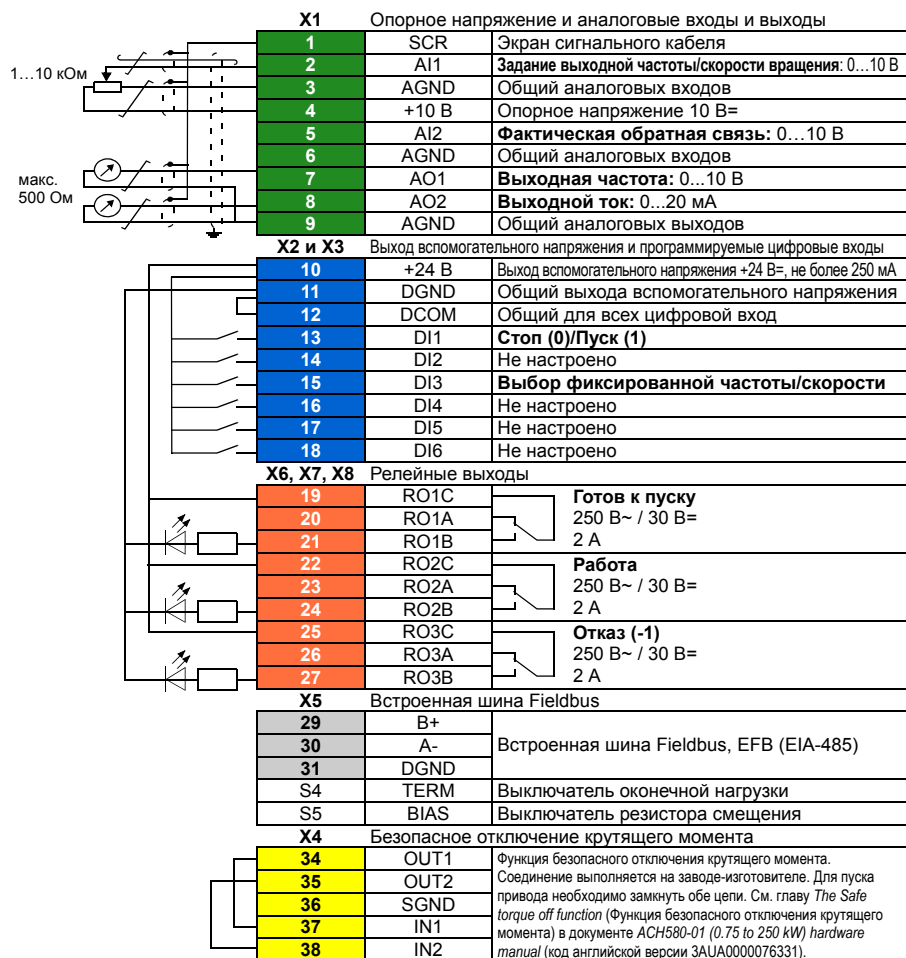 X1 Опорное напряжение и аналоговые входы и выходы
1 SCR Экран сигнального кабеля
1…10 кОм
2 AI1 Задание выходной частоты/скорости вращения: 0…10 В
3 AGND Общий аналоговых входов
4 +10 В Опорное напряжение 10 В=
5 AI2 Фактическая обратная связь: 0…10 В
6 AGND Общий аналоговых входов
макс.
500 Ом
7 AO1 Выходная частота: 0...10 В
8 AO2 Выходной ток: 0...20 мА
9 AGND Общий аналоговых выходов
X2 и X3 Выход вспомогательного напряжения и программируемые цифровые входы
10 +24 В Выход вспомогательного напряжения +24 В=, не более 250 мА
11 DGND Общий выхода вспомогательного напряжения
12 DCOM Общий для всех цифровой вход
13 DI1 Стоп (0)/Пуск (1)
14 DI2 Не настроено
15 DI3 Выбор фиксированной частоты/скорости
16 DI4 Не настроено
17 DI5 Не настроено
18 DI6 Не настроено
X6, X7, X8 Релейные выходы
19 RO1C Готов к пуску
20 RO1A 250 В~ / 30 В=
21 RO1B 2 А
22 RO2C Работа
23 RO2A 250 В~ / 30 В=
24 RO2B 2 А
25 RO3C Отказ (-1)
26 RO3A 250 В~ / 30 В=
27 RO3B 2 А
X5 Встроенная шина Fieldbus
29 B+
30 A- Встроенная шина Fieldbus, EFB (EIA-485)
31 DGND
S4 TERM Выключатель оконечной нагрузки
S5 BIAS Выключатель резистора смещения
X4 Безопасное отключение крутящего момента
34 OUT1 Функция безопасного отключения крутящего момента.
35 OUT2 Соединение выполняется на заводе-изготовителе. Для пуска
36 SGND привода необходимо замкнуть обе цепи. См. главу The Safe
torque off function (Функция безопасного отключения крутящего
37 IN1 момента) в документе ACH580-01 (0.75 to 250 kW) hardware
38 IN2 manual (код английской версии 3AUA0000076331).